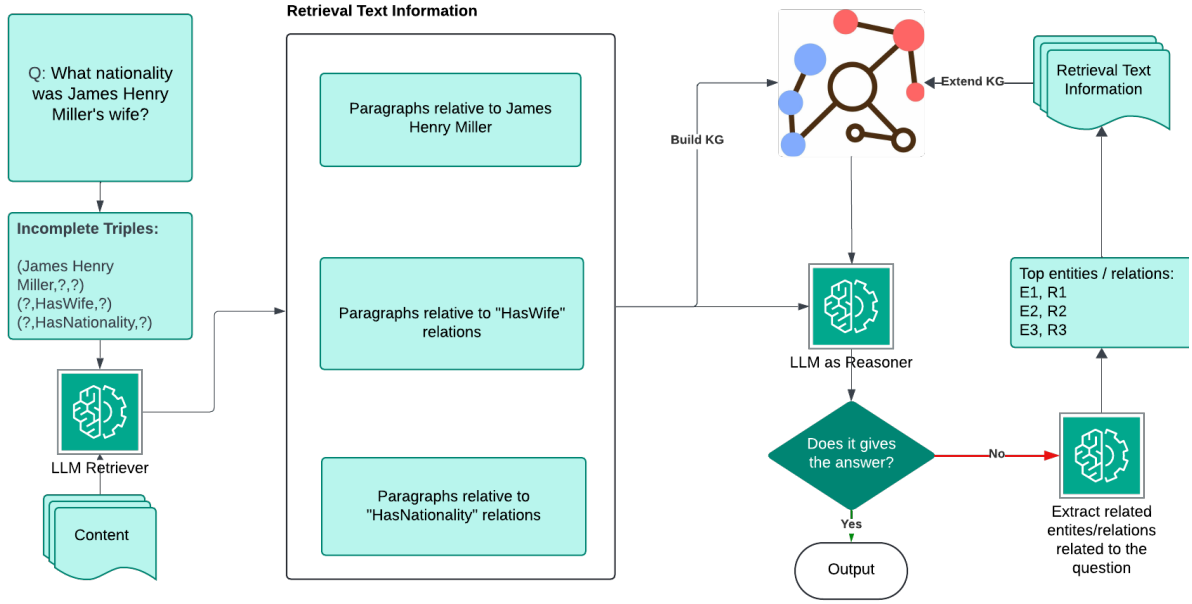 Retrieval Text Information
Q: What nationality
was James Henry
Miller's wife?
Incomplete Triples:
(James Henry
Miller,?,?)
(?,HasWife,?)
(?,HasNationality,?)
LLM Retriever
Content
Paragraphs relative to James
Henry Miller
Paragraphs relative to "HasWife"
relations
Paragraphs relative to
"HasNationality" relations
Build KG
Extend KG
Retrieval Text
Information
LLM as Reasoner
Does it gives
the answer?
Yes
No
Output
Top entities / relations:
E1, R1
E2, R2
E3, R3
Extract related
entites/relations
related to the
question